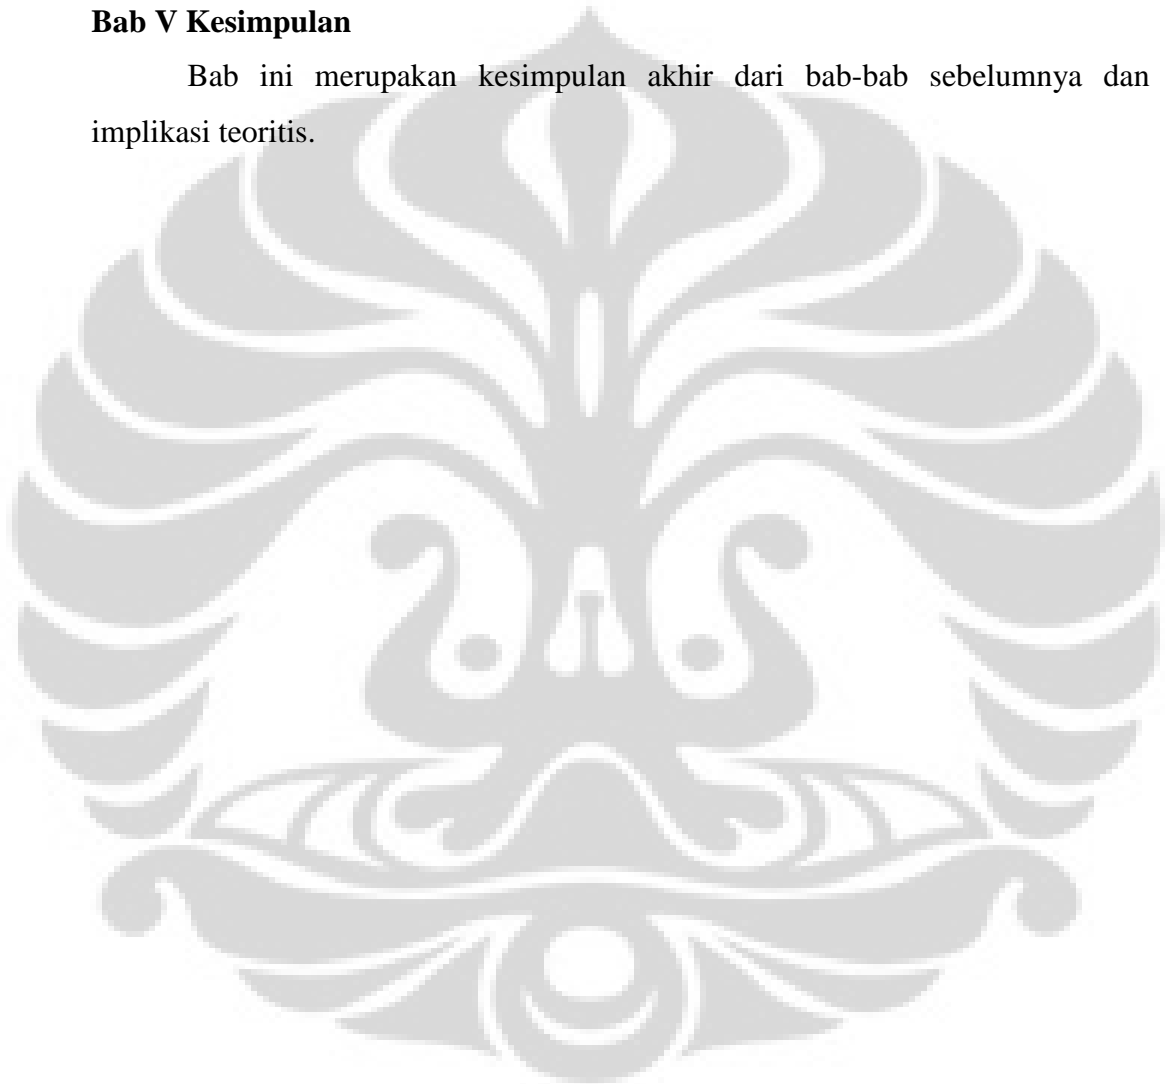 Bab V Kesimpulan
Bab ini merupakan kesimpulan akhir dari bab-bab sebelumnya dan
implikasi teoritis.